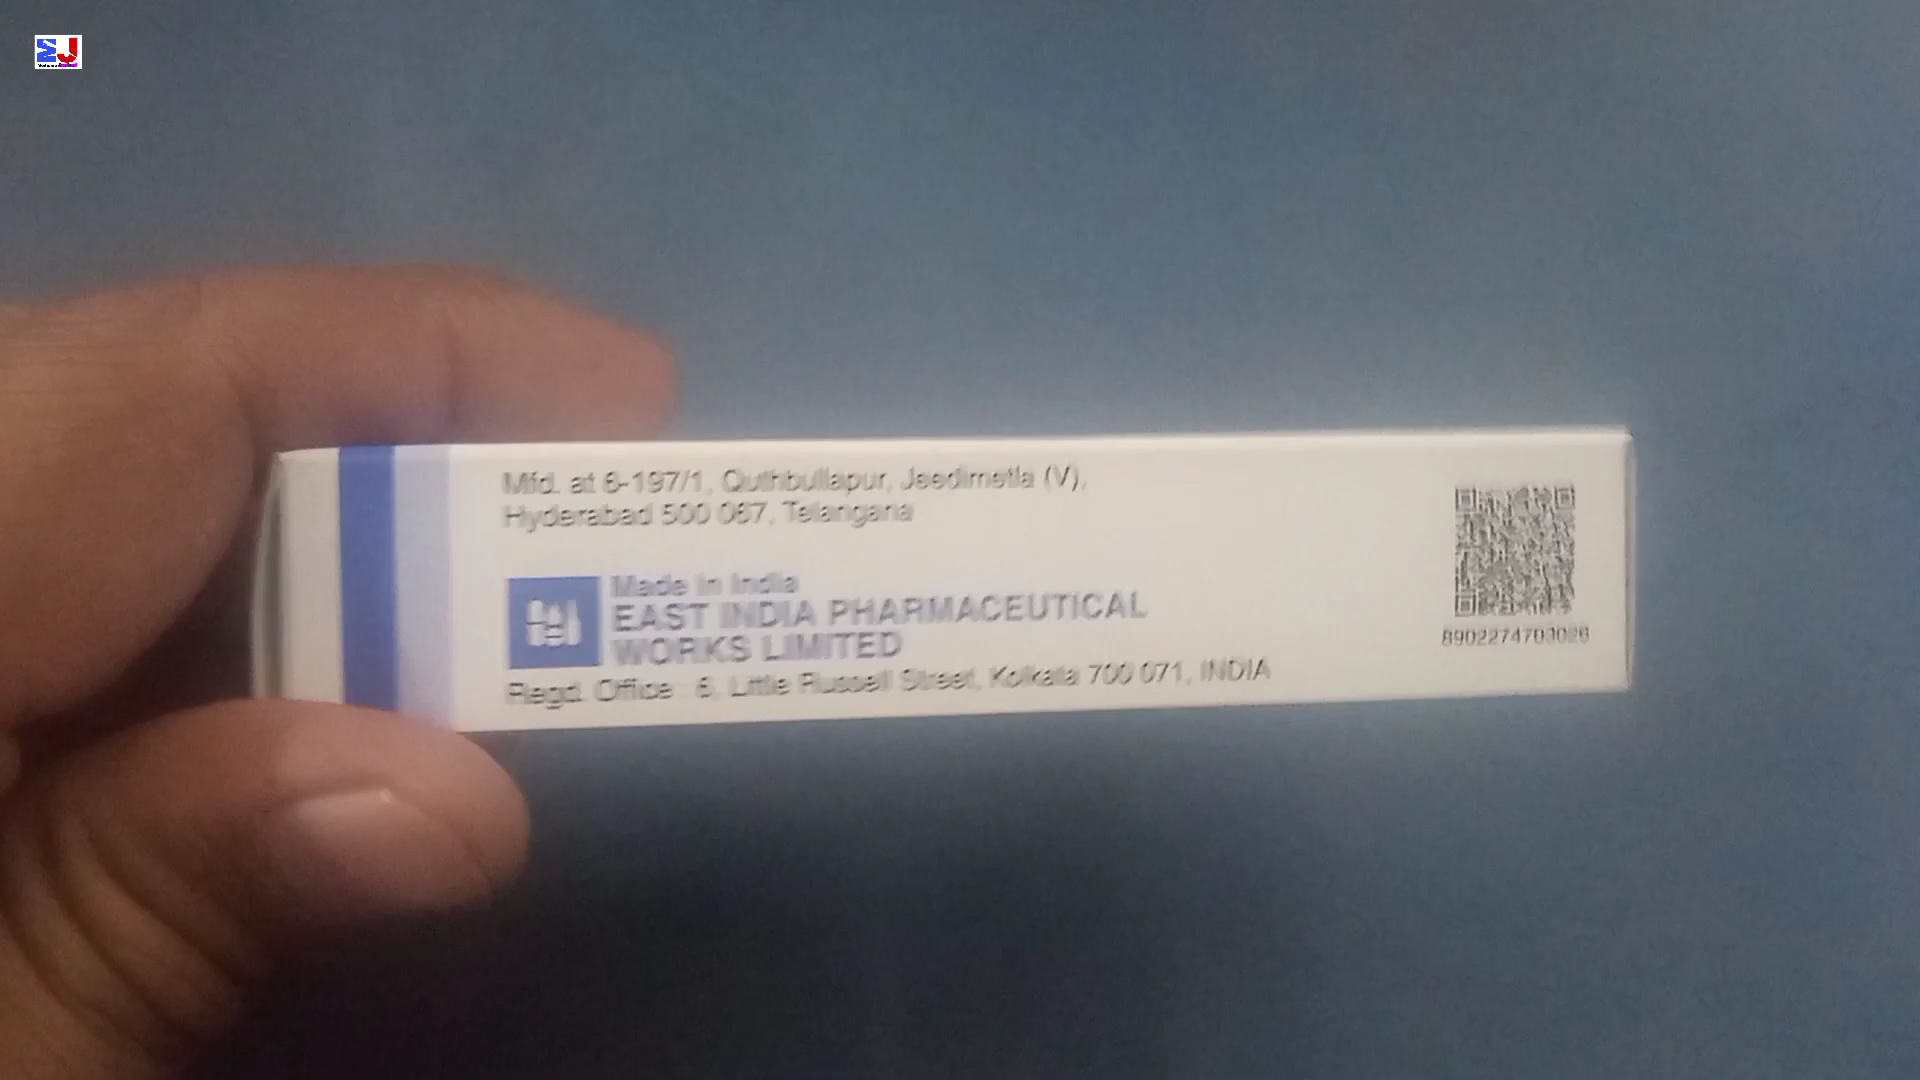 Mfd. at 6-197/1, Quthbullapur, Jeedimetla (V),
Hyderabad 500 067, Telangana
Made in India
EAST INDIA PHARMACEUTICAL
WORKS LIMITED
Regd. Office : 6, Little Russell Street, Kolkata 700 071, INDIA
8902274703026